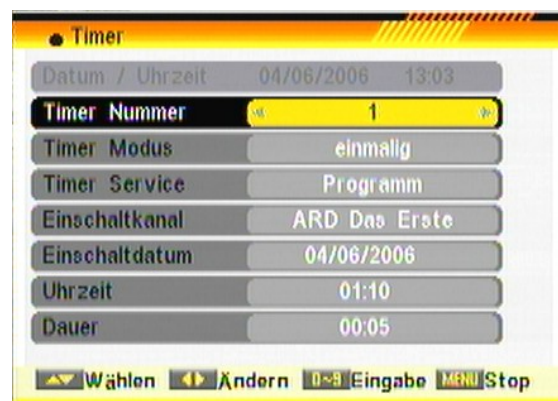 Timer
Datum / Uhrzeit 04/06/2006 13:03
Timer Nummer 1
Timer Modus einmalig
Timer Service Programm
Einschaltkanal ARD Das Erste
Einschaltdatum 04/06/2006
Uhrzeit 01:10
Dauer 00:05
Wählen Ändern 0~9 Eingabe MENU Stop